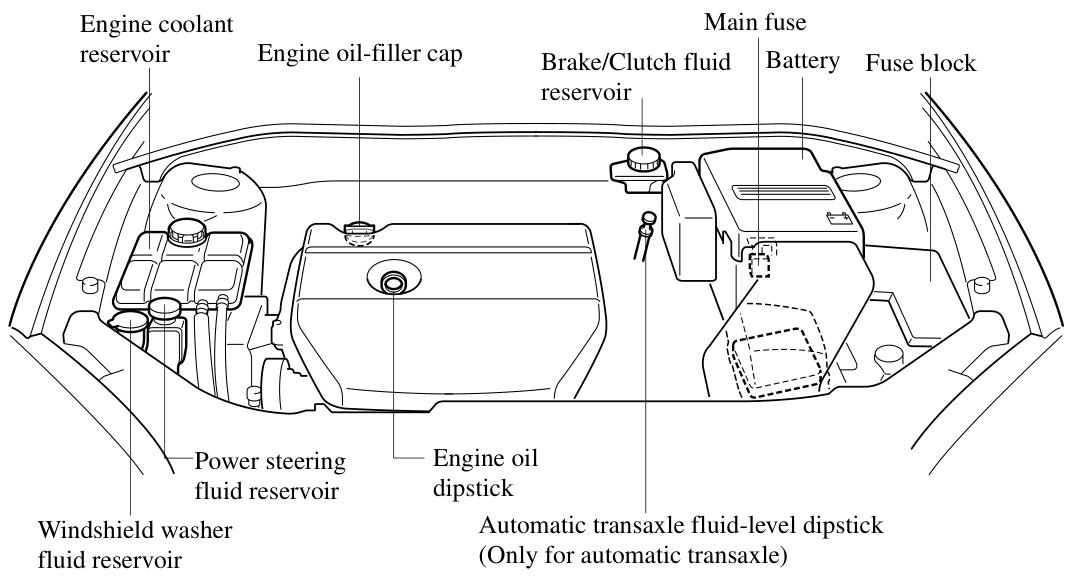 Engine coolant
reservoir
Engine oil-filler cap
Brake/Clutch fluid
reservoir
Main fuse
Battery
Fuse block
Power steering
fluid reservoir
Windshield washer
fluid reservoir
Engine oil
dipstick
Automatic transaxle fluid-level dipstick
(Only for automatic transaxle)